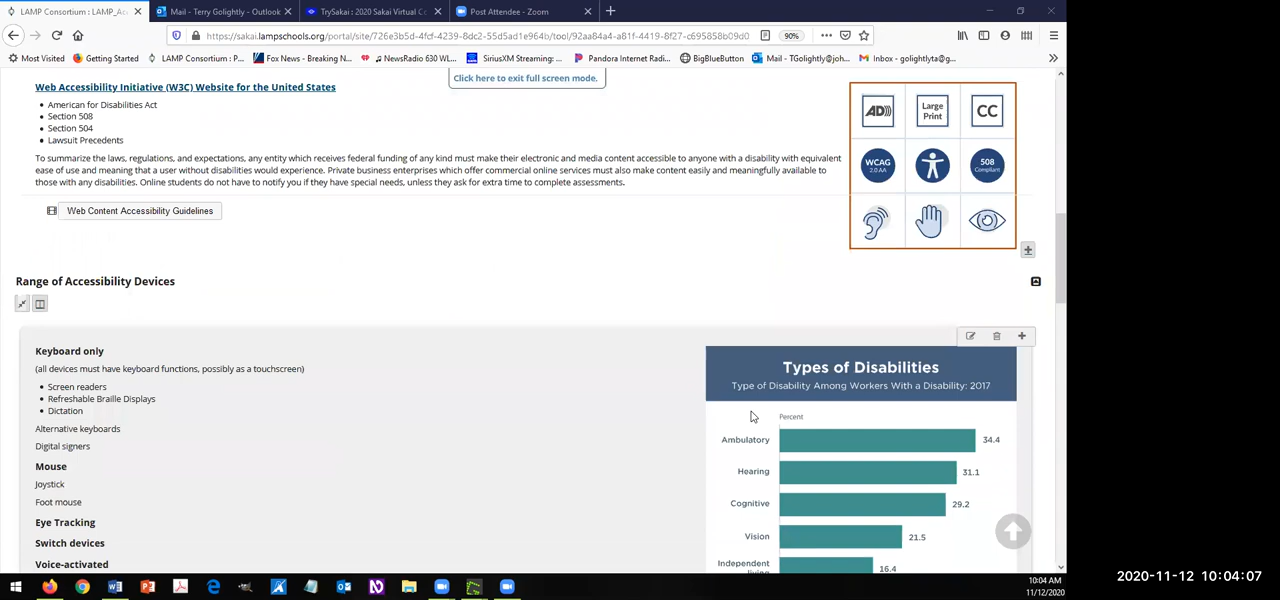 LAMP Consortium : LAMP_Ac
Mail - Terry Golightly - Outlook
TrySakai : 2020 Sakai Virtual Co
Post Attendee - Zoom
https://sakai.lampschools.org/portal/site/726e3b5d-4fcf-4239-8dc2-55d5ad1e964b/tool/92aa84a4-a81f-4419-8f27-c695858b09d0
90%
Most Visited
Getting Started
LAMP Consortium : P...
Fox News - Breaking N...
NewsRadio 630 WL...
SiriusXM Streaming: ...
Pandora Internet Radi...
BigBlueButton
Mail - TGolightly@joh...
Inbox - golightlyta@g...
Click here to exit full screen mode.
Web Accessibility Initiative (W3C) Website for the United States
• American for Disabilities Act
• Section 508
• Section 504
• Lawsuit Precedents
To summarize the laws, regulations, and expectations, any entity which receives federal funding of any kind must make their electronic and media content accessible to anyone with a disability with equivalent
ease of use and meaning that a user without disabilities would experience. Private business enterprises which offer commercial online services must also make content easily and meaningfully available to
those with any disabilities. Online students do not have to notify you if they have special needs, unless they ask for extra time to complete assessments.
AD
Large
Print
CC
WCAG
2.0 AA
508
Compliant
Web Content Accessibility Guidelines
Range of Accessibility Devices
Keyboard only
(all devices must have keyboard functions, possibly as a touchscreen)
• Screen readers
• Refreshable Braille Displays
• Dictation
Alternative keyboards
Digital signers
Mouse
Joystick
Foot mouse
Eye Tracking
Switch devices
Voice-activated
Types of Disabilities
Type of Disability Among Workers With a Disability: 2017
Percent
Ambulatory 34.4
Hearing 31.1
Cognitive 29.2
Vision 21.5
Independent
living 16.4
10:04 AM
11/12/2020
2020-11-12 10:04:07